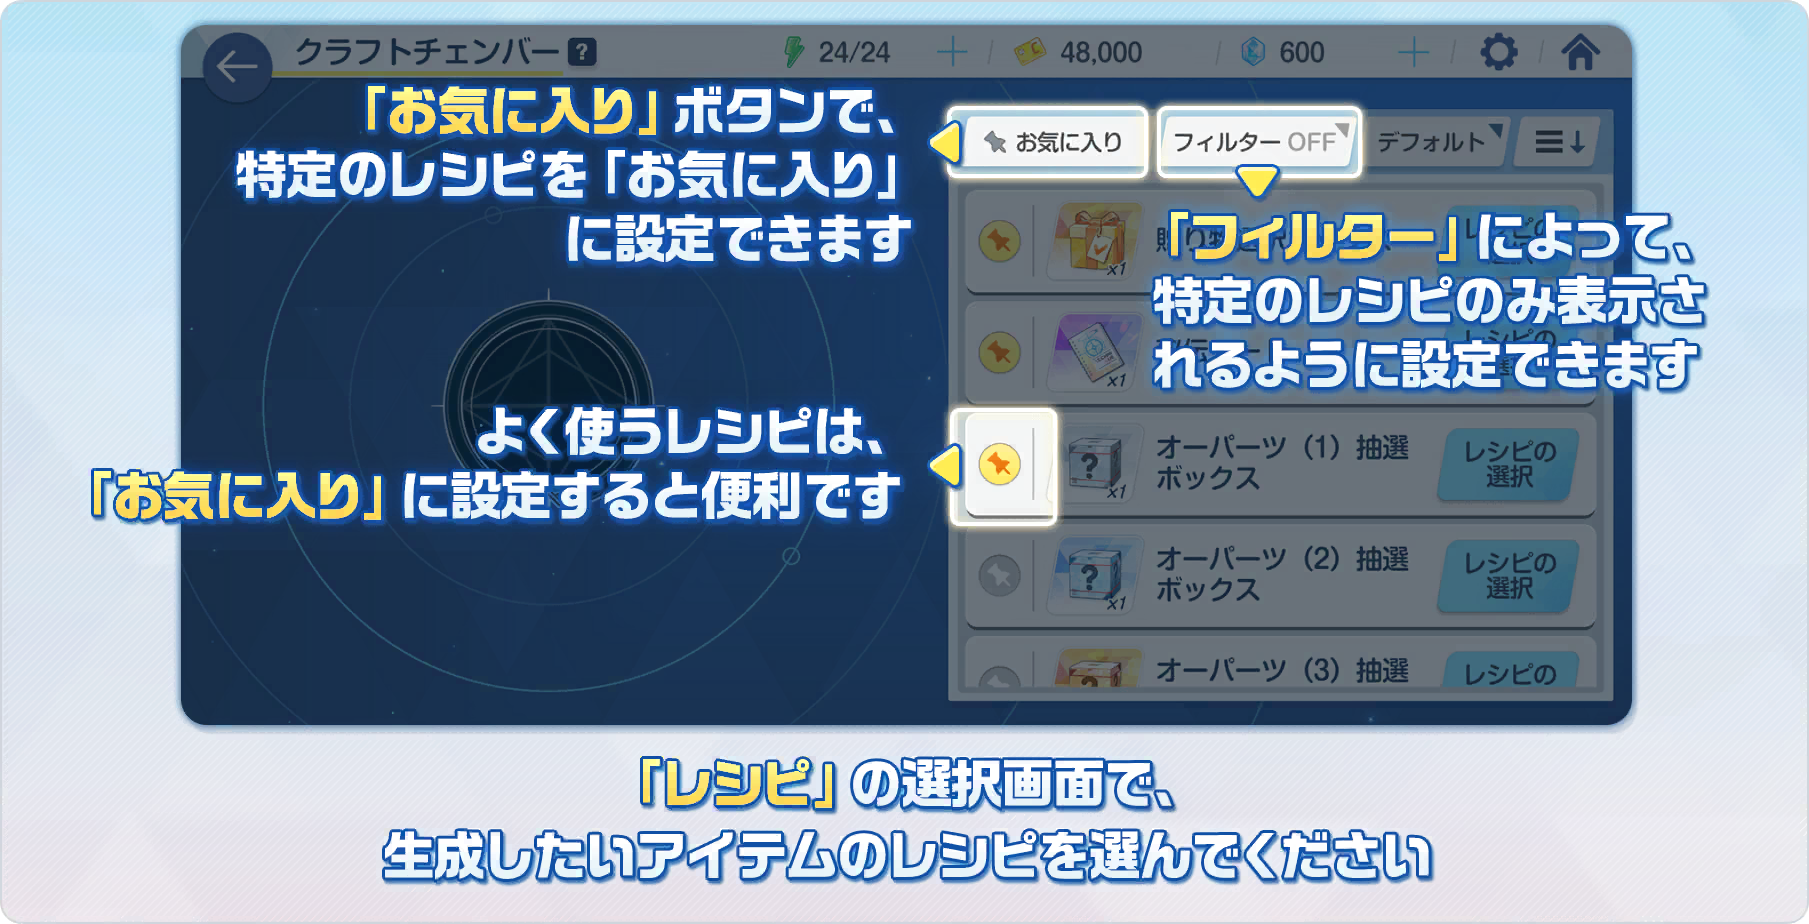 クラフトチェンバー ?
24/24
48,000
600
「お気に入り」ボタンで、
特定のレシピを「お気に入り」
に設定できます
お気に入り
フィルター OFF
デフォルト
「フィルター」によって、
特定のレシピのみ表示さ
れるように設定できます
x1
x1
よく使うレシピは、
「お気に入り」に設定すると便利です
x1
オーパーツ（1）抽選
ボックス
レシピの
選択
x1
オーパーツ（2）抽選
ボックス
レシピの
選択
オーパーツ（3）抽選
レシピの
「レシピ」の選択画面で、
生成したいアイテムのレシピを選んでください